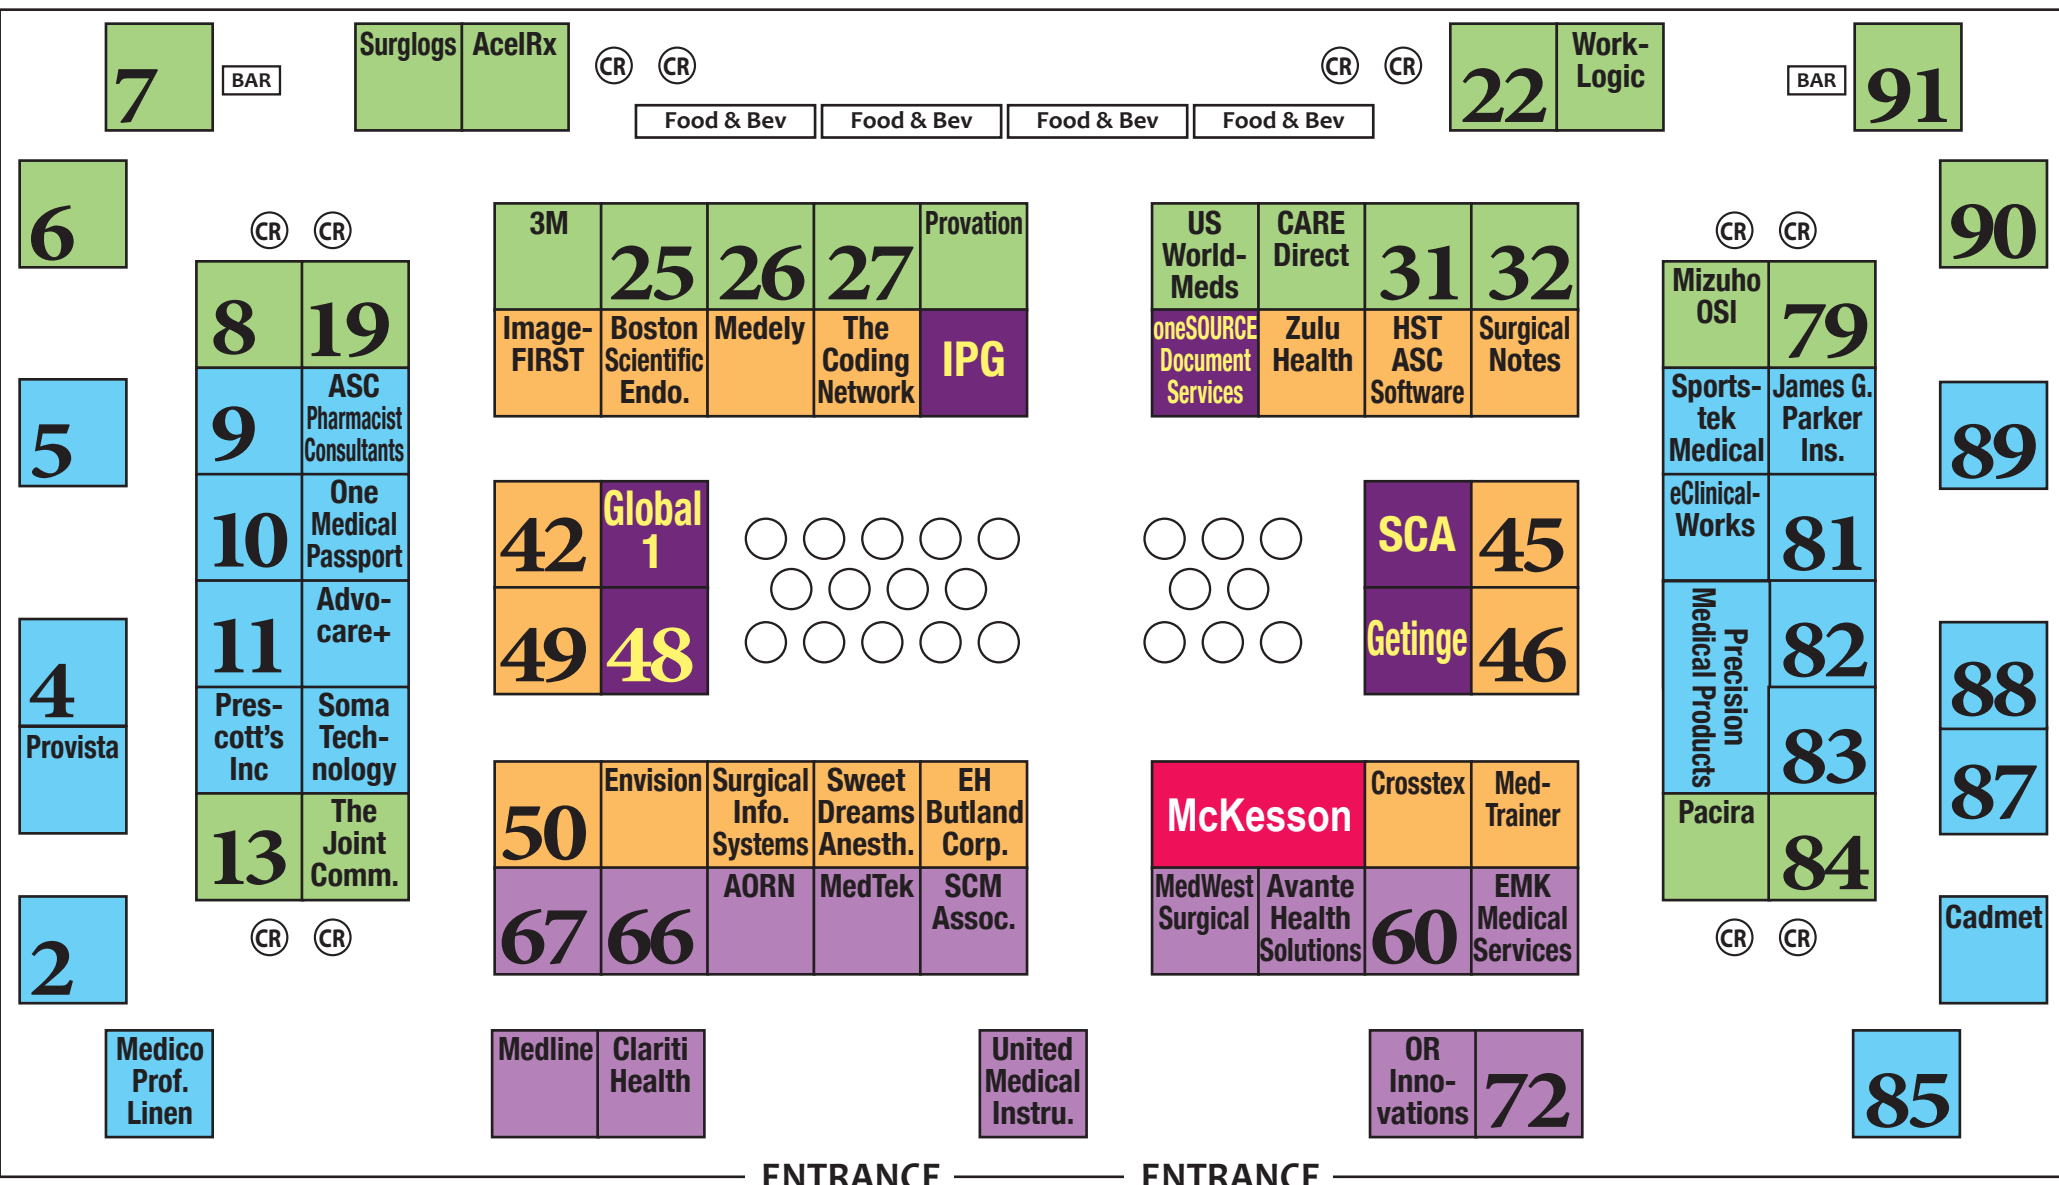 7
BAR
Surglogs
AcelRx
CR
CR
Food & Bev
Food & Bev
Food & Bev
Food & Bev
CR
CR
22
Work-
Logic
BAR
91
6
CR
CR
3M
25
26
27
Provation
Image-
FIRST
Boston
Scientific
Endo.
Medely
The
Coding
Network
IPG
US
World-
Meds
CARE
Direct
31
32
oneSOURCE
Document
Services
Zulu
Health
HST
ASC
Software
Surgical
Notes
CR
CR
90
8
19
9
ASC
Pharmacist
Consultants
10
One
Medical
Passport
11
Advo-
care+
Pres-
cott's
Inc
Soma
Tech-
nology
13
The
Joint
Comm.
CR
CR
5
4
Provista
2
Medico
Prof.
Linen
42
Global
1
49
48
SCA
45
Getinge
46
50
Envision
Surgical
Info.
Systems
Sweet
Dreams
Anesth.
EH
Butland
Corp.
67
66
AORN
MedTek
SCM
Assoc.
McKesson
Crosstex
Med-
Trainer
MedWest
Surgical
Avante
Health
Solutions
60
EMK
Medical
Services
Mizuho
OSI
79
Sports-
tek
Medical
James G.
Parker
Ins.
eClinical-
Works
81
Precision
Medical Products
82
83
Pacira
84
CR
CR
89
88
87
Cadmet
85
Medline
Clariti
Health
United
Medical
Instru.
OR
Inno-
vations
72
ENTRANCE
ENTRANCE